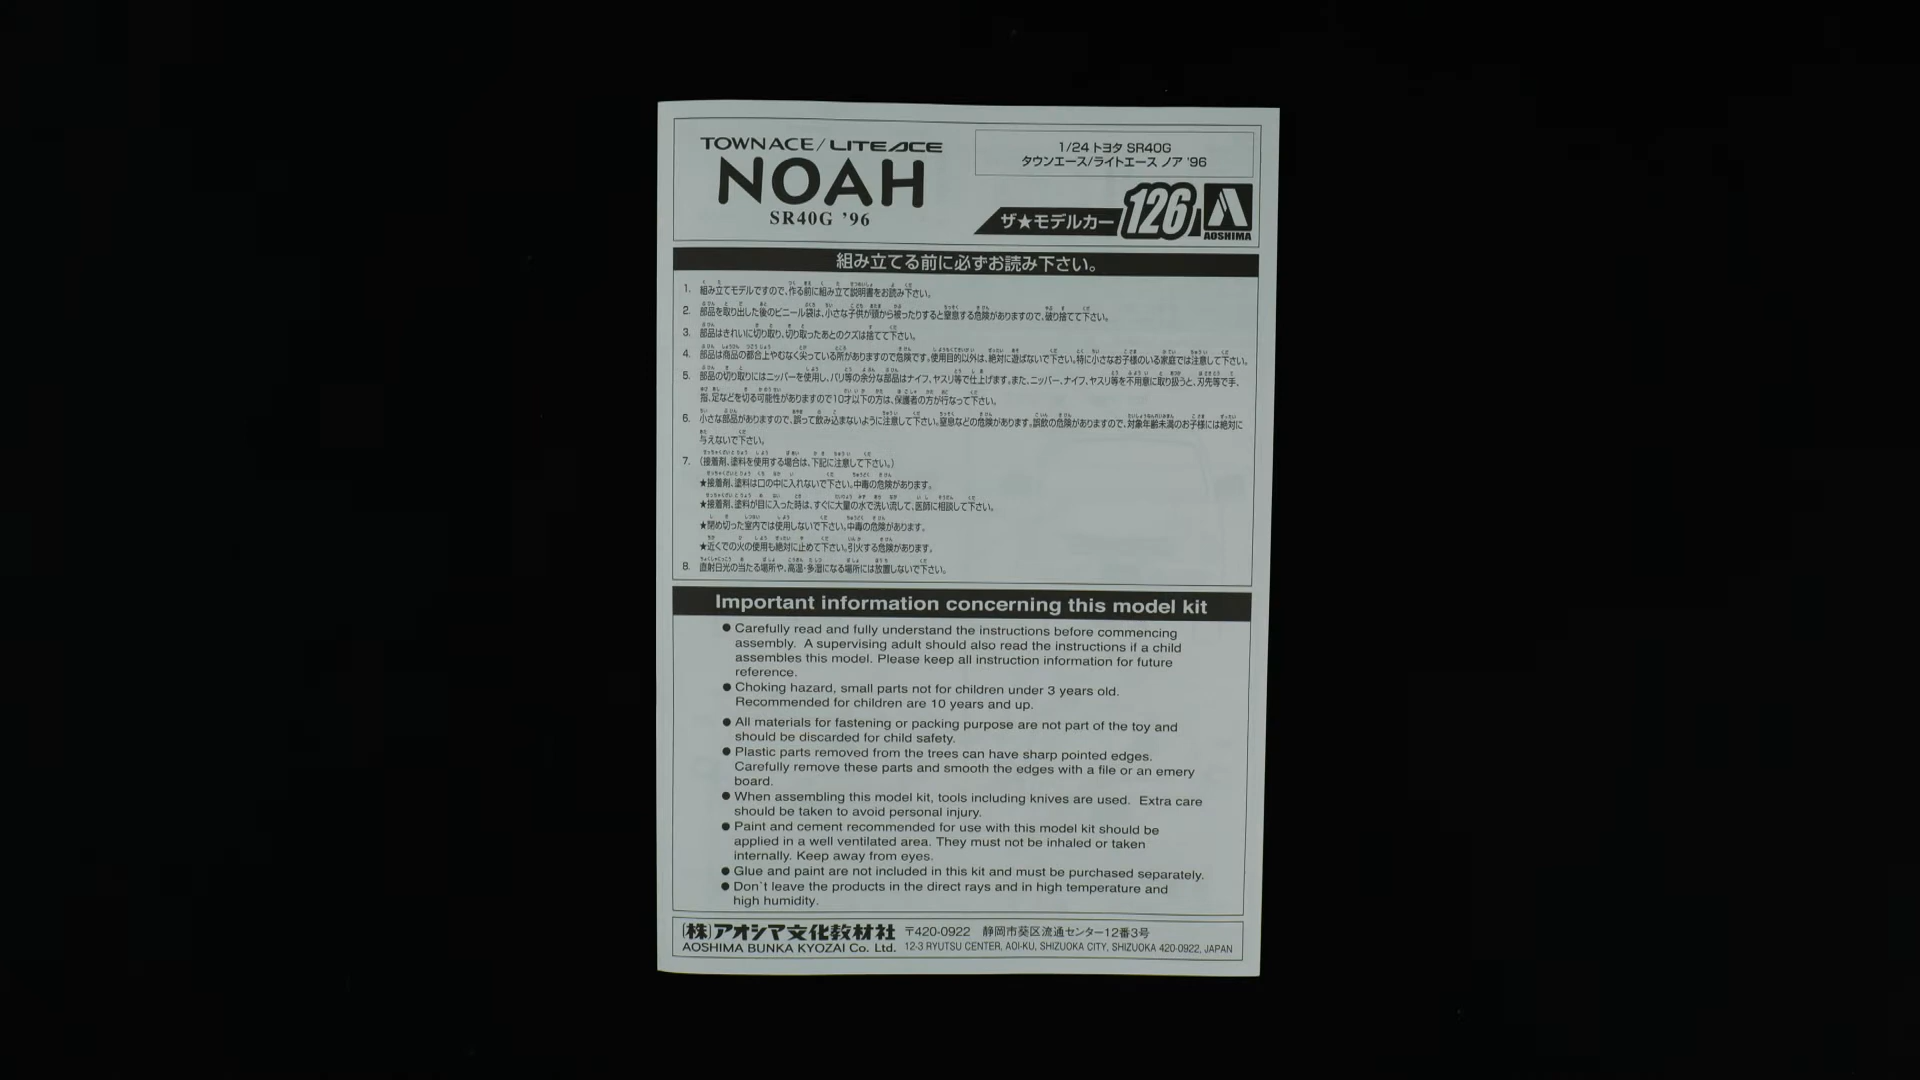 TOWNACE/LITEACE
NOAH
SR40G '96
1/24 トヨタ SR40G
タウンエース/ライトエース ノア '96
ザ★モデルカー 126
AOSHIMA
組み立てる前に必ずお読み下さい。
1. 組み立てモデルですので、作る前に組み立て説明書をお読み下さい。
2. 部品を取り出した後のビニール袋は、小さな子供が頭から被ったりすると窒息する危険がありますので、破り捨てて下さい。
3. 部品はきれいに切り取り、切り取ったあとのクズは捨てて下さい。
4. 部品は商品の都合上やむなく尖っている所がありますので危険です。使用目的以外は、絶対に遊ばないで下さい。特に小さなお子様のいる家庭では注意して下さい。
5. 部品の切り取りにはニッパーを使用し、バリ等の余分な部品はナイフ、ヤスリ等で仕上げます。また、ニッパー、ナイフ、ヤスリ等を不用意に取り扱うと、刃先等で手、
指、足などを切る可能性がありますので10才以下の方は、保護者の方が行なって下さい。
6. 小さな部品がありますので、誤って飲み込まないように注意して下さい。窒息などの危険があります。誤飲の危険がありますので、対象年齢未満のお子様には絶対に
与えないで下さい。
7. (接着剤、塗料を使用する場合は、下記に注意して下さい。)
★接着剤、塗料は口の中に入れないで下さい。中毒の危険があります。
★接着剤、塗料が目に入った時は、すぐに大量の水で洗い流して、医師に相談して下さい。
★閉め切った室内では使用しないで下さい。中毒の危険があります。
★近くでの火の使用も絶対に止めて下さい。引火する危険があります。
8. 直射日光の当たる場所や、高温・多湿になる場所には放置しないで下さい。
Important information concerning this model kit
● Carefully read and fully understand the instructions before commencing
assembly. A supervising adult should also read the instructions if a child
assembles this model. Please keep all instruction information for future
reference.
● Choking hazard, small parts not for children under 3 years old.
Recommended for children are 10 years and up.
● All materials for fastening or packing purpose are not part of the toy and
should be discarded for child safety.
● Plastic parts removed from the trees can have sharp pointed edges.
Carefully remove these parts and smooth the edges with a file or an emery
board.
● When assembling this model kit, tools including knives are used. Extra care
should be taken to avoid personal injury.
● Paint and cement recommended for use with this model kit should be
applied in a well ventilated area. They must not be inhaled or taken
internally. Keep away from eyes.
● Glue and paint are not included in this kit and must be purchased separately.
● Don`t leave the products in the direct rays and in high temperature and
high humidity.
(株)アオシマ文化教材社 〒420-0922 静岡市葵区流通センター12番3号
AOSHIMA BUNKA KYOZAI Co. Ltd. 12-3 RYUTSU CENTER, AOI-KU, SHIZUOKA CITY, SHIZUOKA 420-0922, JAPAN